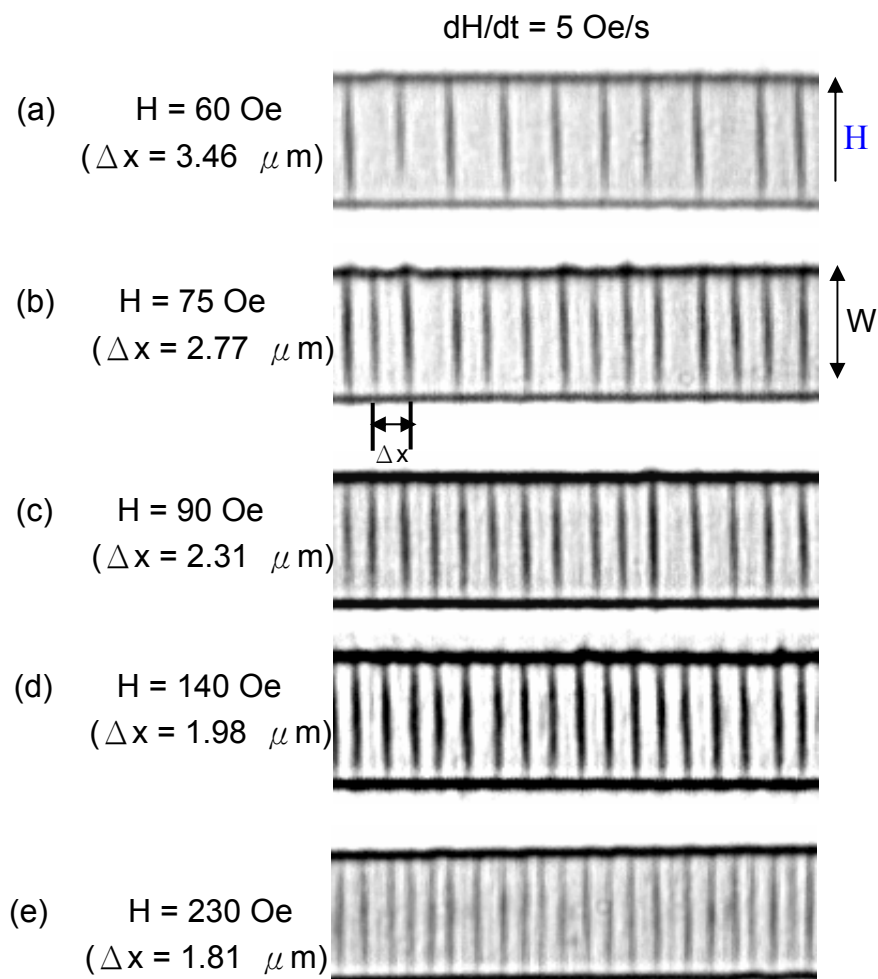 dH/dt = 5 Oe/s
(a) H = 60 Oe
(Δx = 3.46 μm)
H
(b) H = 75 Oe
(Δx = 2.77 μm)
W
Δx
(c) H = 90 Oe
(Δx = 2.31 μm)
(d) H = 140 Oe
(Δx = 1.98 μm)
(e) H = 230 Oe
(Δx = 1.81 μm)